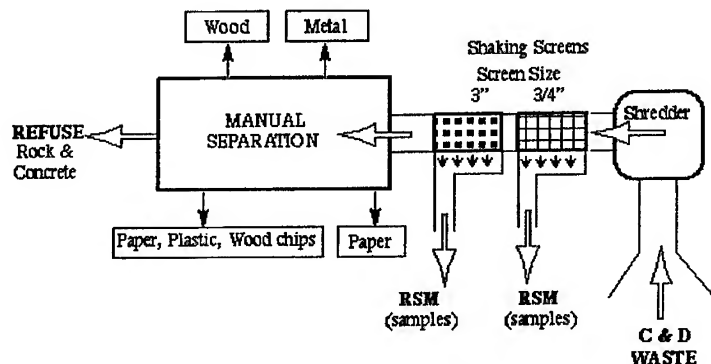 Wood
Metal
Shaking Screens
Screen Size
3" 3/4"
Shredder
MANUAL
SEPARATION
REFUSE
Rock &
Concrete
Paper, Plastic, Wood chips
Paper
RSM
(samples)
RSM
(samples)
C & D
WASTE